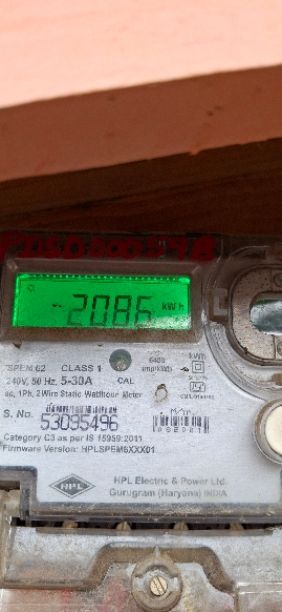 2086 kWh
SPEM 02 CLASS 1
240V, 50 Hz, 5-30A CAL
ac, 1Ph, 2Wire Static Watthour Meter
S. No. 53095496
Category C3 as per IS 15959:2011
Firmware Version: HPLSPEM6XXX01
HPL HPL Electric & Power Ltd.
Gurugram (Haryana) INDIA